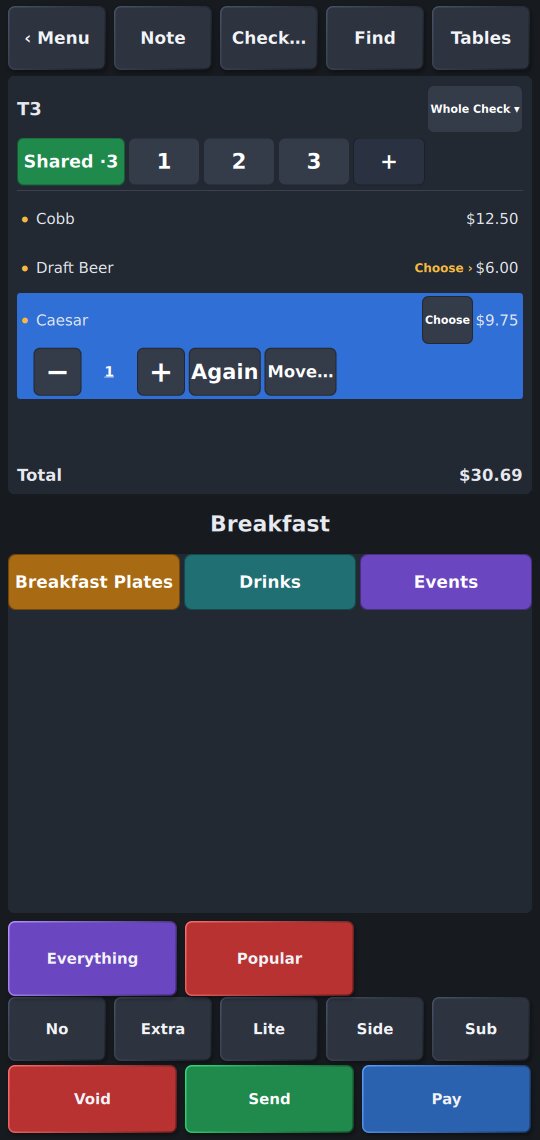 ‹ Menu Note Check... Find Tables
T3 Whole Check ▾
Shared ·3 1 2 3 +
• Cobb $12.50
• Draft Beer Choose › $6.00
• Caesar Choose $9.75
− 1 + Again Move...
Total $30.69
Breakfast
Breakfast Plates Drinks Events
Everything Popular
No Extra Lite Side Sub
Void Send Pay